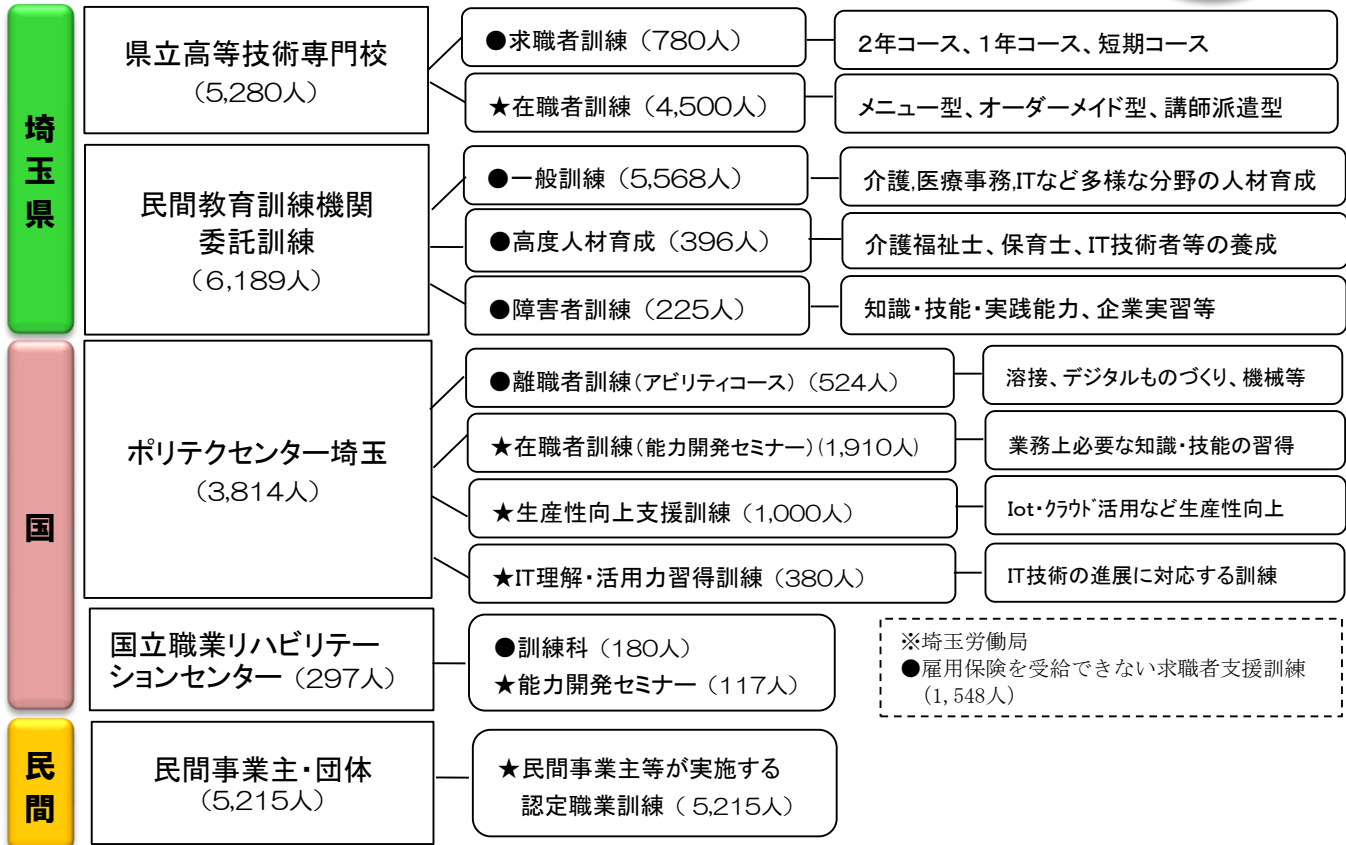 埼玉県
県立高等技術専門校
（5,280人）
●求職者訓練（780人）
２年コース、１年コース、短期コース
★在職者訓練（4,500人）
メニュー型、オーダーメイド型、講師派遣型
民間教育訓練機関
委託訓練
（6,189人）
●一般訓練（5,568人）
介護,医療事務,ITなど多様な分野の人材育成
●高度人材育成（396人）
介護福祉士、保育士、IT技術者等の養成
●障害者訓練（225人）
知識・技能・実践能力、企業実習等
国
ポリテクセンター埼玉
（3,814人）
●離職者訓練(アビリティコース)（524人）
溶接、デジタルものづくり、機械等
★在職者訓練(能力開発セミナー)(1,910人)
業務上必要な知識・技能の習得
★生産性向上支援訓練（1,000人）
Iot・クラウド活用など生産性向上
★IT理解・活用力習得訓練（380人）
IT技術の進展に対応する訓練
国立職業リハビリテー
ションセンター（297人）
●訓練科（180人）
★能力開発セミナー（117人）
※埼玉労働局
●雇用保険を受給できない求職者支援訓練
(1,548人)
民間
民間事業主・団体
（5,215人）
★民間事業主等が実施する
認定職業訓練（ 5,215人）